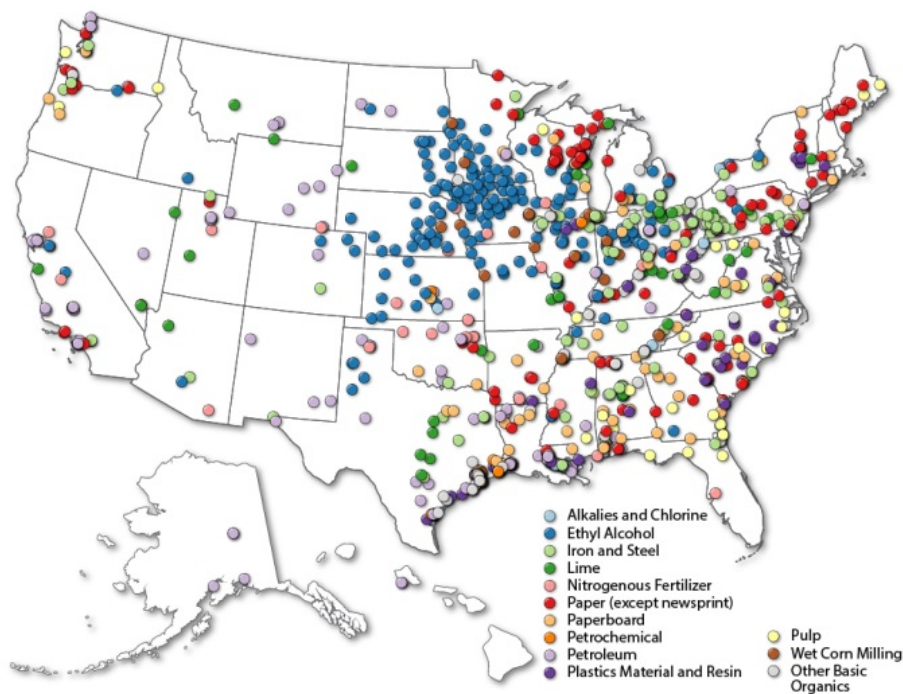 Alkalies and Chlorine
Ethyl Alcohol
Iron and Steel
Lime
Nitrogenous Fertilizer
Paper (except newsprint)
Paperboard
Petrochemical
Petroleum
Plastics Material and Resin
Pulp
Wet Corn Milling
Other Basic
Organics